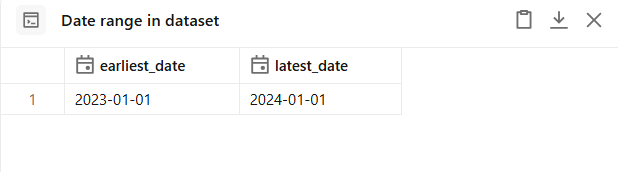 Date range in dataset
earliest_date latest_date
1 2023-01-01 2024-01-01